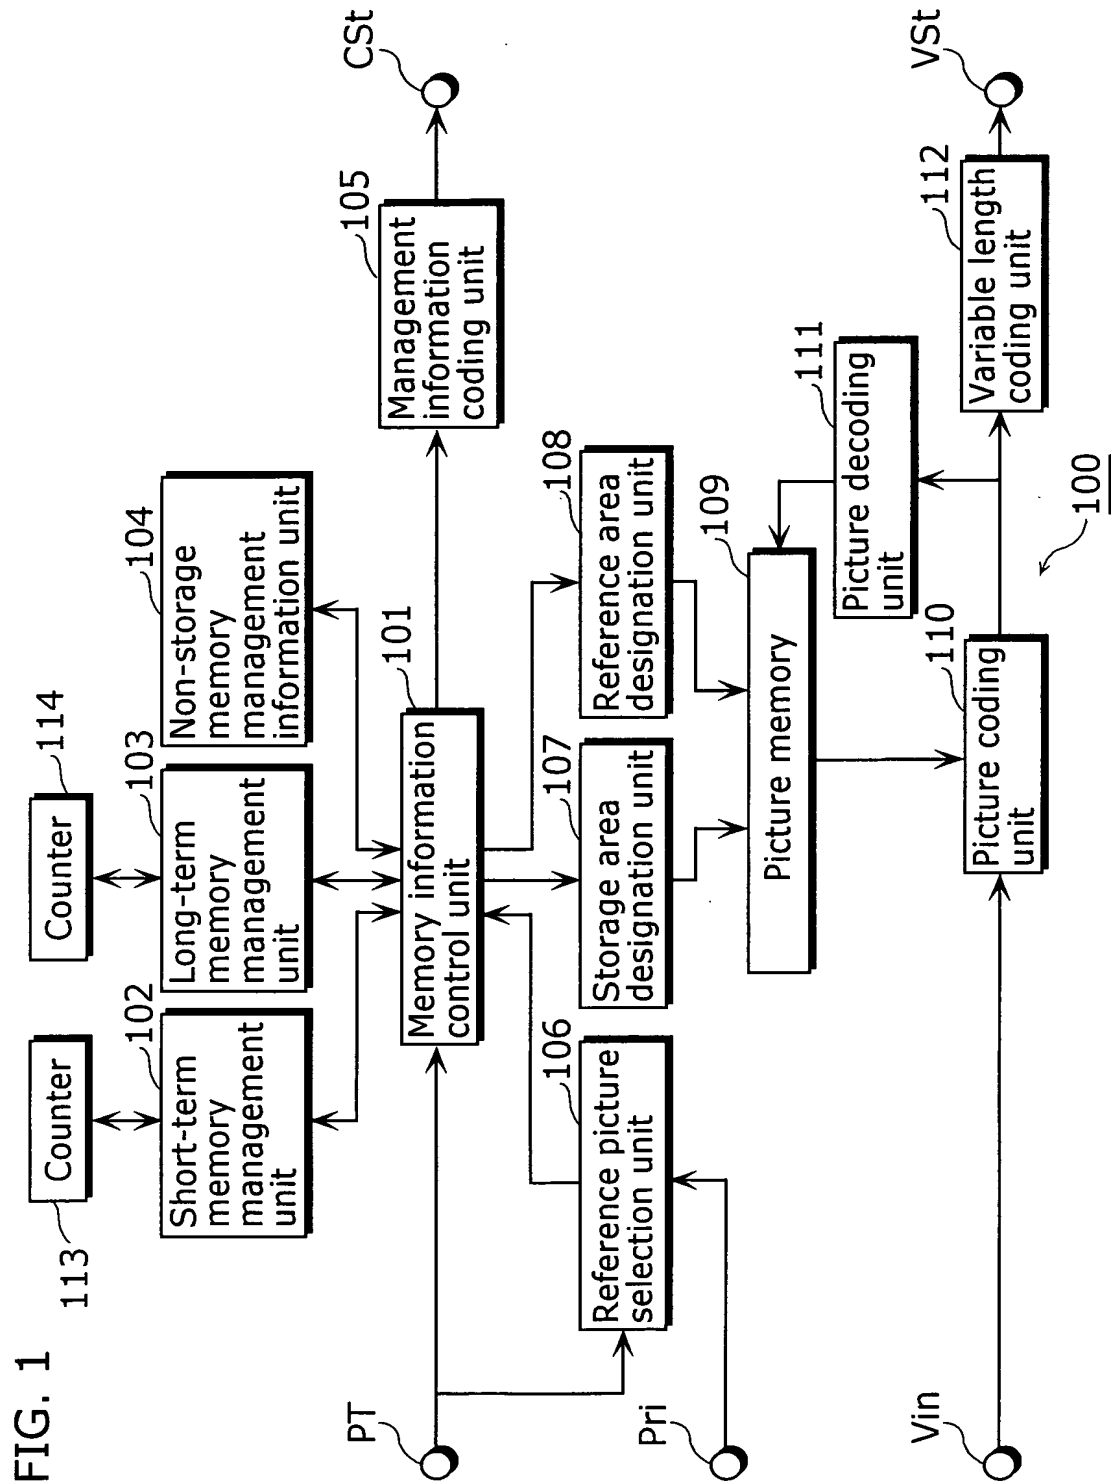 FIG. 1
113
Counter
Counter
114
102
Short-term
memory
management
unit
103
Long-term
memory
management
unit
104
Non-storage
memory
management
information unit
PT
101
Memory information
control unit
105
Management
information
coding unit
CSt
106
Reference picture
selection unit
107
Storage area
designation unit
108
Reference area
designation unit
Pri
109
Picture memory
111
Picture decoding
unit
Vin
110
Picture coding
unit
112
Variable length
coding unit
VSt
100